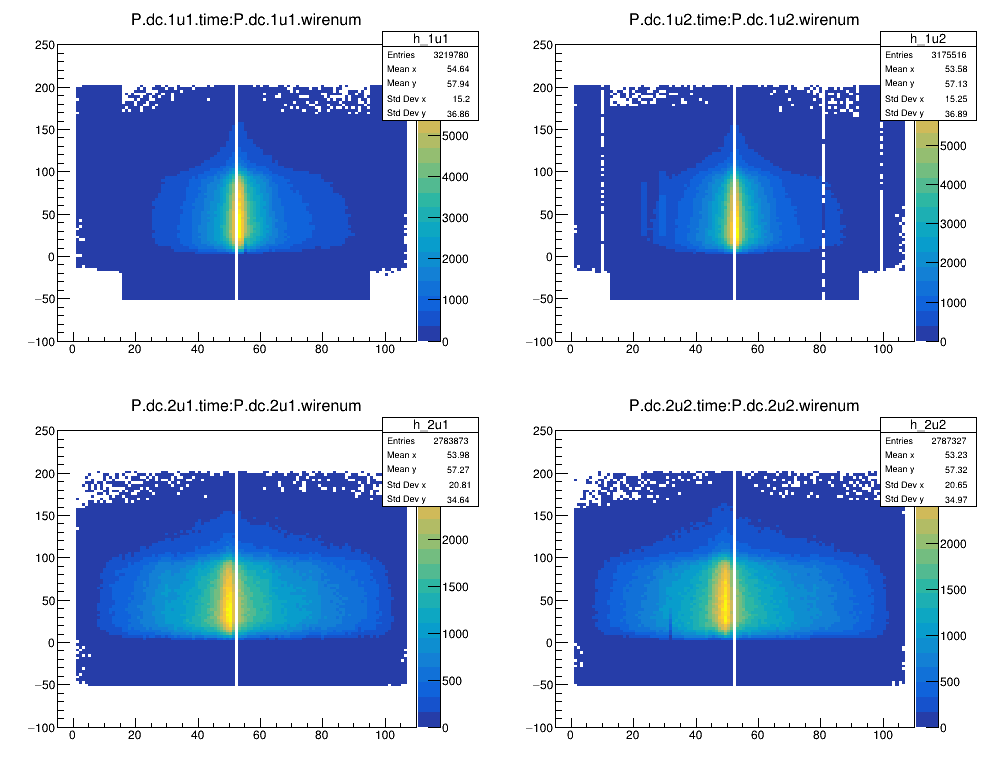 P.dc.1u1.time:P.dc.1u1.wirenum
h_1u1
Entries 3219780
Mean x 54.64
Mean y 57.94
Std Dev x 15.2
Std Dev y 36.86
250
200
150
100
50
0
−50
−100
0 20 40 60 80 100
5000
4000
3000
2000
1000
0
P.dc.1u2.time:P.dc.1u2.wirenum
h_1u2
Entries 3175516
Mean x 53.58
Mean y 57.13
Std Dev x 15.25
Std Dev y 36.89
250
200
150
100
50
0
−50
−100
0 20 40 60 80 100
5000
4000
3000
2000
1000
0
P.dc.2u1.time:P.dc.2u1.wirenum
h_2u1
Entries 2783873
Mean x 53.98
Mean y 57.27
Std Dev x 20.81
Std Dev y 34.64
250
200
150
100
50
0
−50
−100
0 20 40 60 80 100
2000
1500
1000
500
0
P.dc.2u2.time:P.dc.2u2.wirenum
h_2u2
Entries 2787327
Mean x 53.23
Mean y 57.32
Std Dev x 20.65
Std Dev y 34.97
250
200
150
100
50
0
−50
−100
0 20 40 60 80 100
2000
1500
1000
500
0